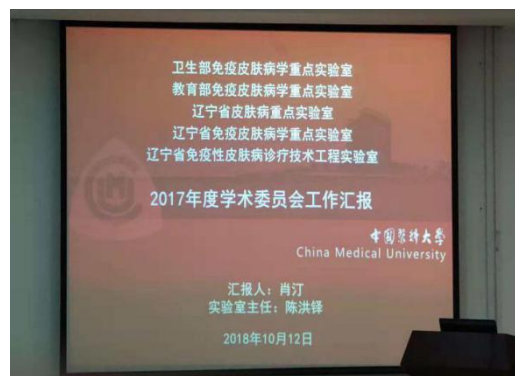 卫生部免疫皮肤病学重点实验室
教育部免疫皮肤病学重点实验室
辽宁省皮肤病重点实验室
辽宁省免疫皮肤病学重点实验室
辽宁省免疫性皮肤病诊疗技术工程实验室
2017年度学术委员会工作汇报
中国医科大学
China Medical University
汇报人：肖汀
实验室主任：陈洪铎
2018年10月12日